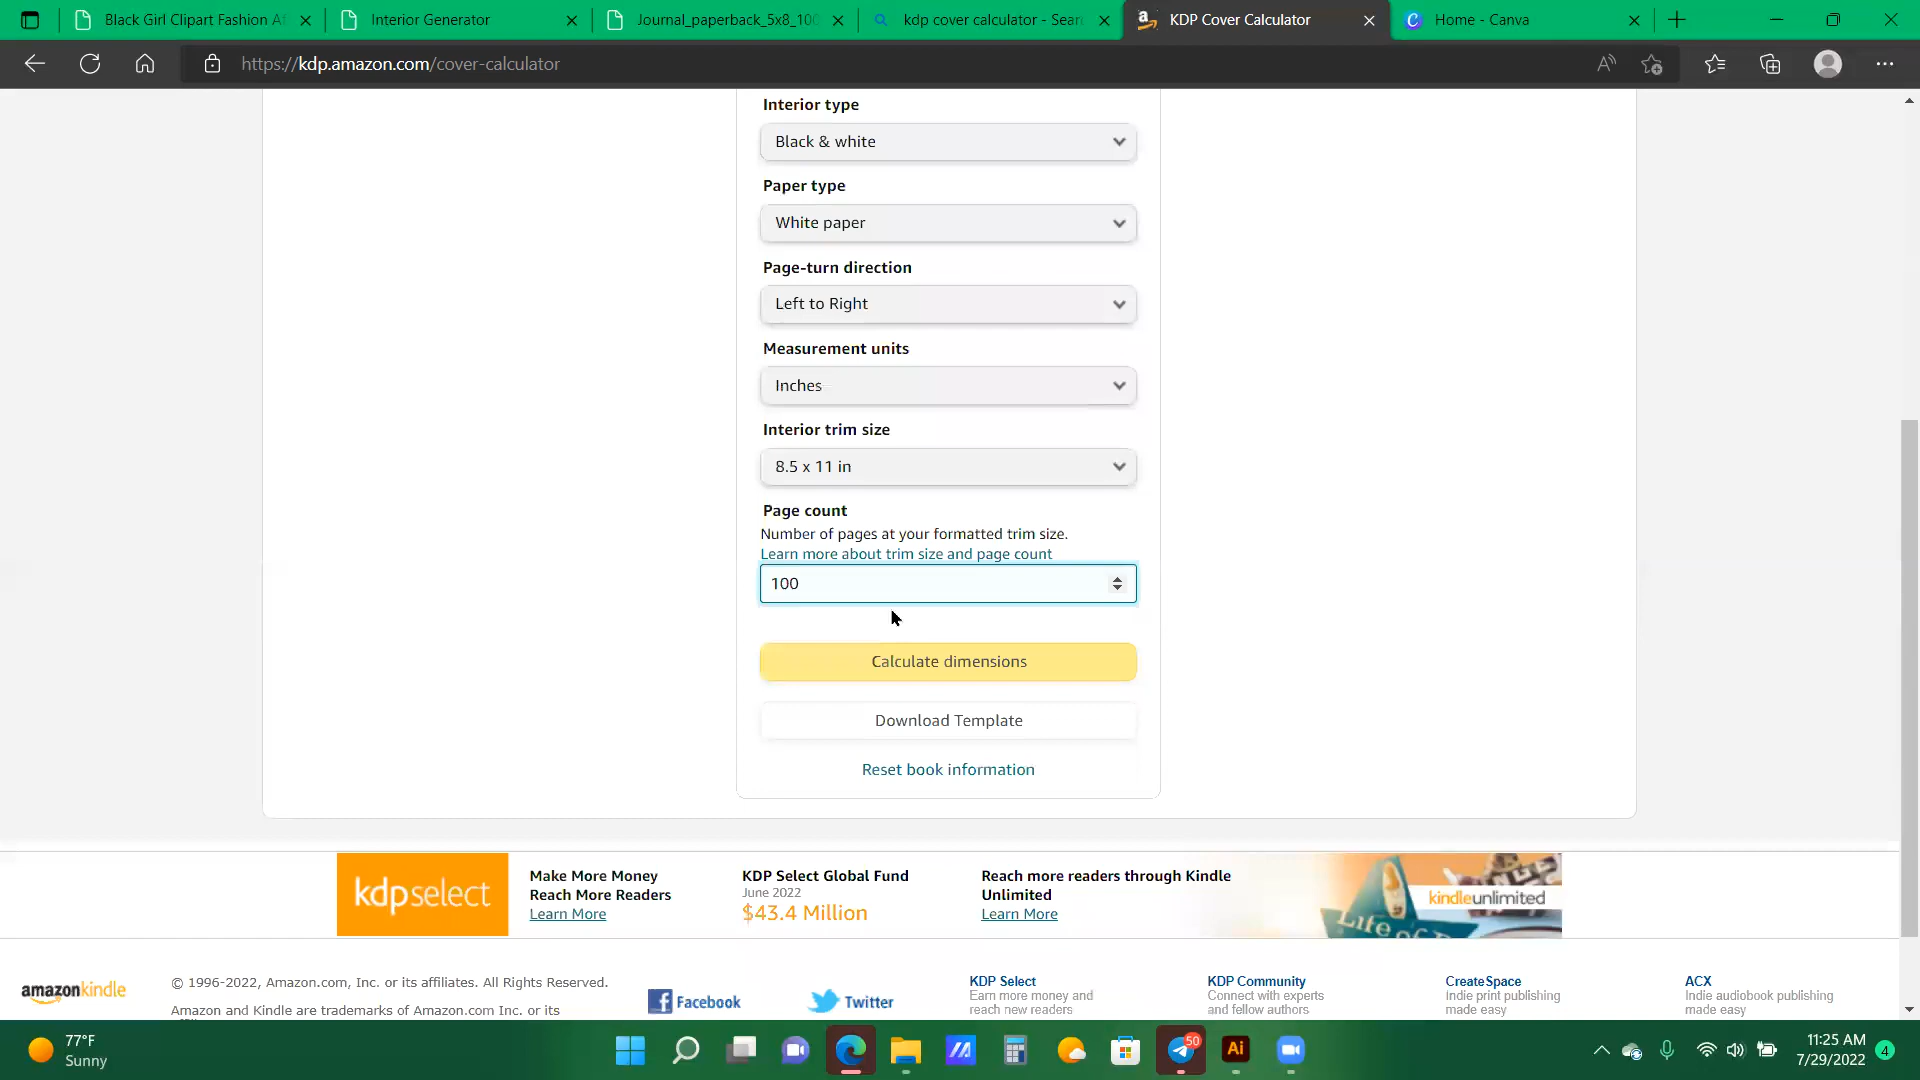 Black Girl Clipart Fashion Af
Interior Generator
Journal_paperback_5x8_100
kdp cover calculator - Sear
KDP Cover Calculator
Home - Canva
https://kdp.amazon.com/cover-calculator
Interior type
Black & white
Paper type
White paper
Page-turn direction
Left to Right
Measurement units
Inches
Interior trim size
8.5 x 11 in
Page count
Number of pages at your formatted trim size.
Learn more about trim size and page count
100
Calculate dimensions
Download Template
Reset book information
kdpselect
Make More Money
Reach More Readers
Learn More
KDP Select Global Fund
June 2022
$43.4 Million
Reach more readers through Kindle
Unlimited
Learn More
kindleunlimited
Life of
amazonkindle
© 1996-2022, Amazon.com, Inc. or its affiliates. All Rights Reserved.
Amazon and Kindle are trademarks of Amazon.com Inc. or its
Facebook
Twitter
KDP Select
Earn more money and
reach new readers
KDP Community
Connect with experts
and fellow authors
CreateSpace
Indie print publishing
made easy
ACX
Indie audiobook publishing
made easy
77°F
Sunny
50
Ai
11:25 AM
7/29/2022
4